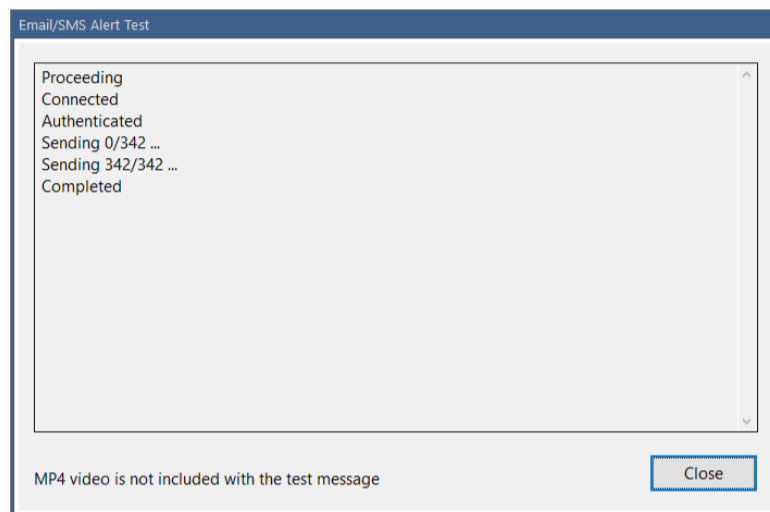 Email/SMS Alert Test
Proceeding
Connected
Authenticated
Sending 0/342 ...
Sending 342/342 ...
Completed
MP4 video is not included with the test message
Close